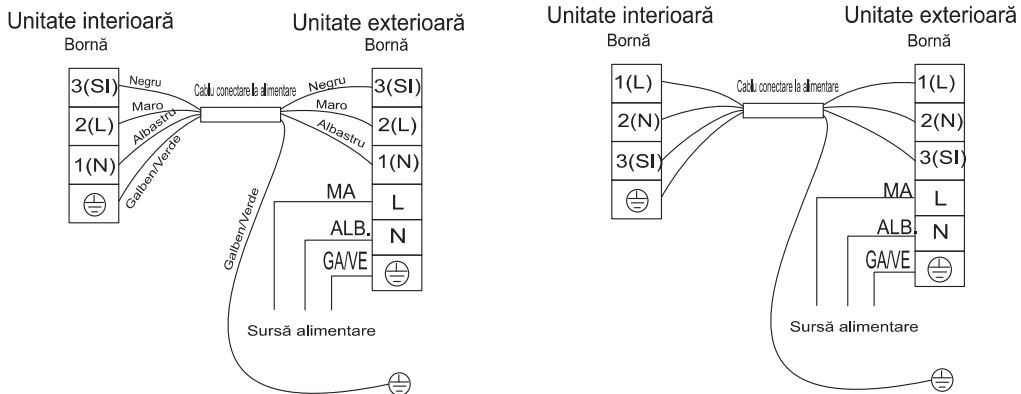 Unitate interioară
Bornă
Unitate exterioară
Bornă
3(SI)
2(L)
1(N)
Negru
Maro
Albastru
Galben/Verde
Cablu conectare la alimentare
Negru
Maro
Albastru
Galben/Verde
3(SI)
2(L)
1(N)
L
N
MA
ALB.
GA/VE
Sursă alimentare
Unitate interioară
Bornă
Unitate exterioară
Bornă
1(L)
2(N)
3(SI)
Cablu conectare la alimentare
1(L)
2(N)
3(SI)
L
N
MA
ALB.
GA/VE
Sursă alimentare